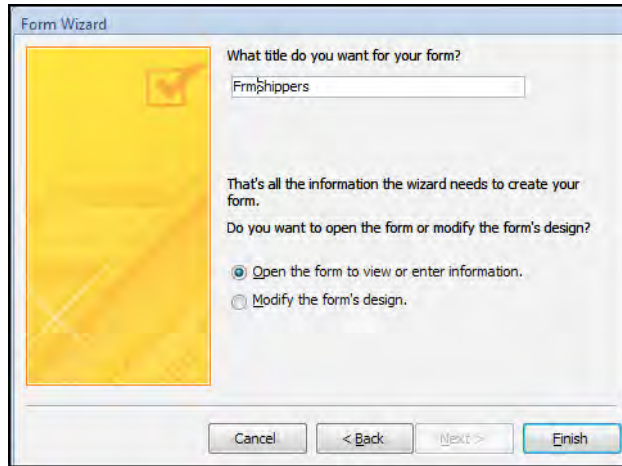 Form Wizard
What title do you want for your form?
FrmShippers
That's all the information the wizard needs to create your
form.
Do you want to open the form or modify the form's design?
Open the form to view or enter information.
Modify the form's design.
Cancel
< Back
Next >
Finish